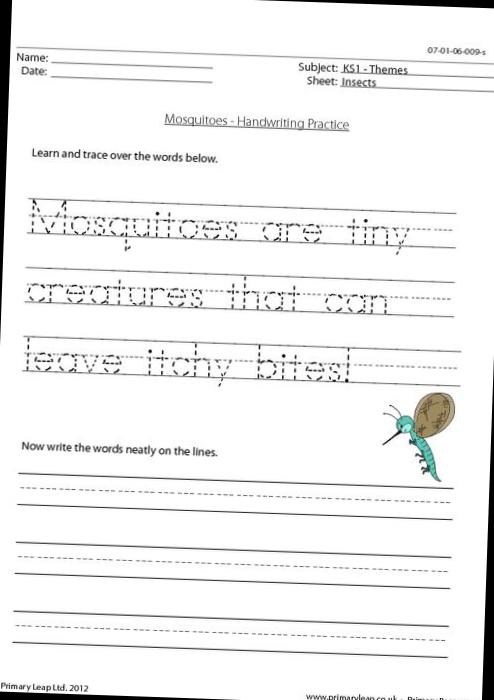 07-01-06-009-s
Name:
Date:
Subject: KS1 - Themes
Sheet: Insects
Mosquitoes - Handwriting Practice
Learn and trace over the words below.
Mosquitoes are tiny
creatures that can
leave itchy bites!
Now write the words neatly on the lines.
Primary Leap Ltd. 2012
www.primaryleap.co.uk - Primary